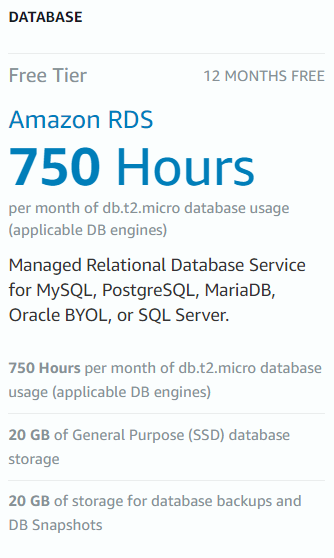 DATABASE
Free Tier
12 MONTHS FREE
Amazon RDS
750 Hours
per month of db.t2.micro database usage
(applicable DB engines)
Managed Relational Database Service
for MySQL, PostgreSQL, MariaDB,
Oracle BYOL, or SQL Server.
750 Hours per month of db.t2.micro database
usage (applicable DB engines)
20 GB of General Purpose (SSD) database
storage
20 GB of storage for database backups and
DB Snapshots